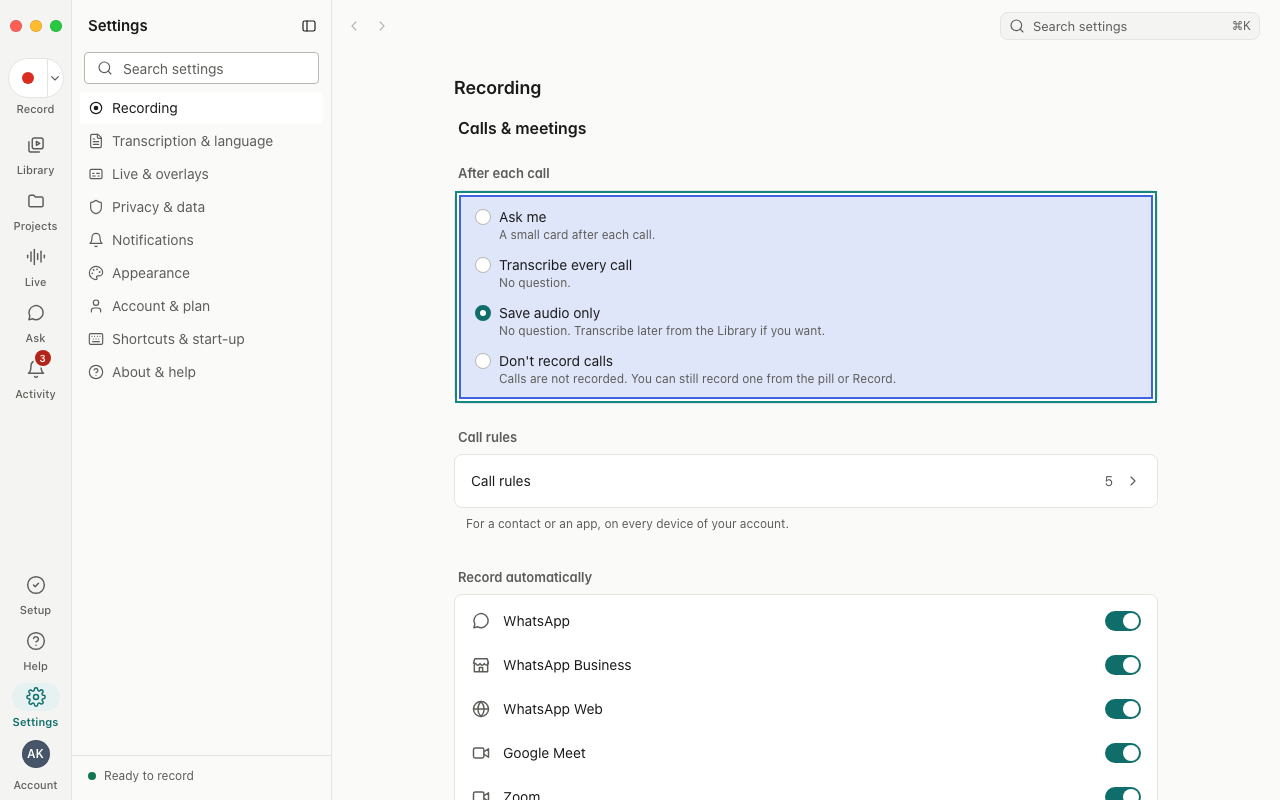 Settings
Search settings
⌘K
Record
Library
Projects
Live
Ask
3
Activity
Setup
Help
Settings
AK
Account
Search settings
Recording
Transcription & language
Live & overlays
Privacy & data
Notifications
Appearance
Account & plan
Shortcuts & start-up
About & help
Ready to record
Recording
Calls & meetings
After each call
Ask me
A small card after each call.
Transcribe every call
No question.
Save audio only
No question. Transcribe later from the Library if you want.
Don't record calls
Calls are not recorded. You can still record one from the pill or Record.
Call rules
Call rules 5
For a contact or an app, on every device of your account.
Record automatically
WhatsApp
WhatsApp Business
WhatsApp Web
Google Meet
Zoom